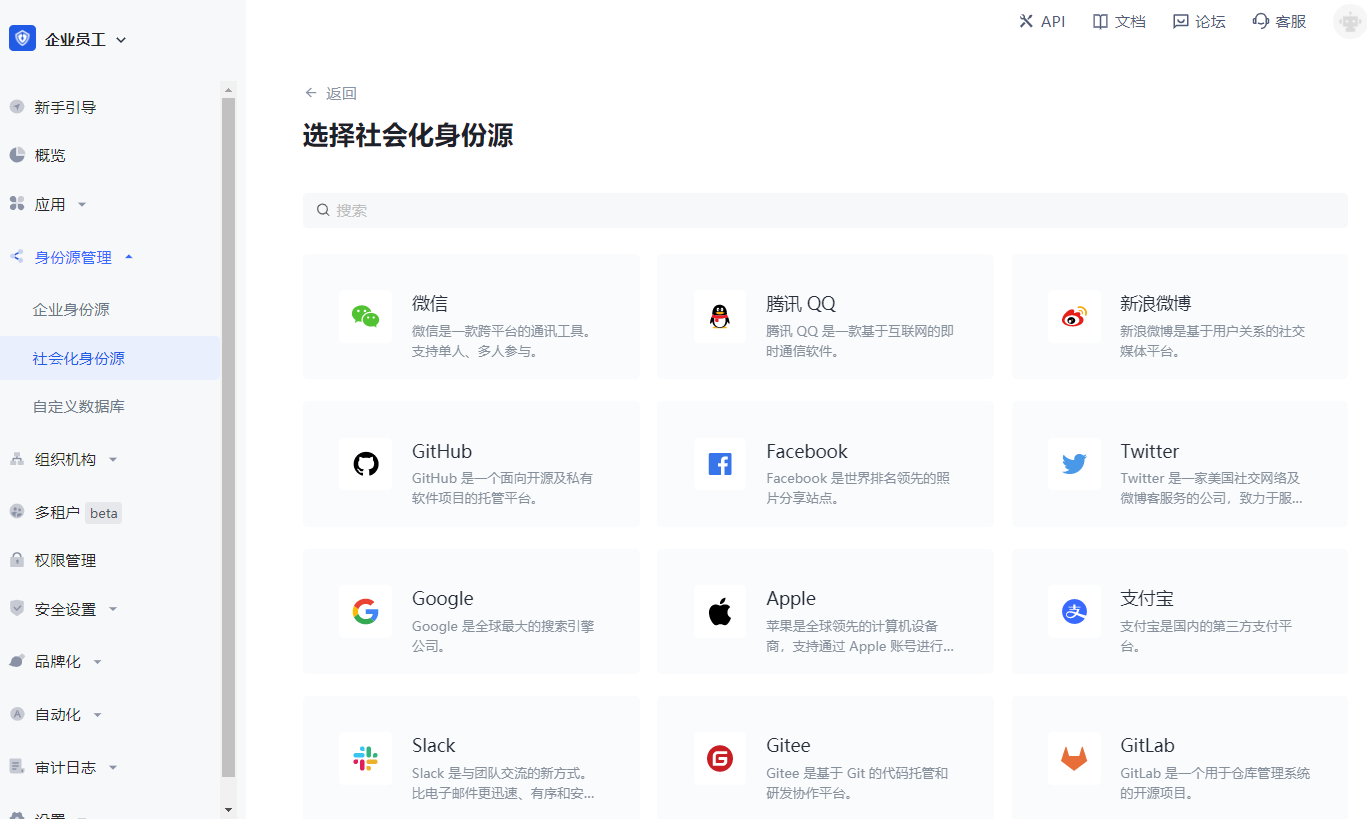 企业员工
API
文档
论坛
客服
新手引导
概览
应用
身份源管理
企业身份源
社会化身份源
自定义数据库
组织机构
多租户 beta
权限管理
安全设置
品牌化
自动化
审计日志
设置
返回
选择社会化身份源
搜索
微信
微信是一款跨平台的通讯工具。
支持单人、多人参与。
腾讯 QQ
腾讯 QQ 是一款基于互联网的即
时通信软件。
新浪微博
新浪微博是基于用户关系的社交
媒体平台。
GitHub
GitHub 是一个面向开源及私有
软件项目的托管平台。
Facebook
Facebook 是世界排名领先的照
片分享站点。
Twitter
Twitter 是一家美国社交网络及
微博客服务的公司，致力于服...
Google
Google 是全球最大的搜索引擎
公司。
Apple
苹果是全球领先的计算机设备
商，支持通过 Apple 账号进行...
支付宝
支付宝是国内的第三方支付平
台。
Slack
Slack 是与团队交流的新方式。
比电子邮件更迅速、有序和安...
Gitee
Gitee 是基于 Git 的代码托管和
研发协作平台。
GitLab
GitLab 是一个用于仓库管理系统
的开源项目。